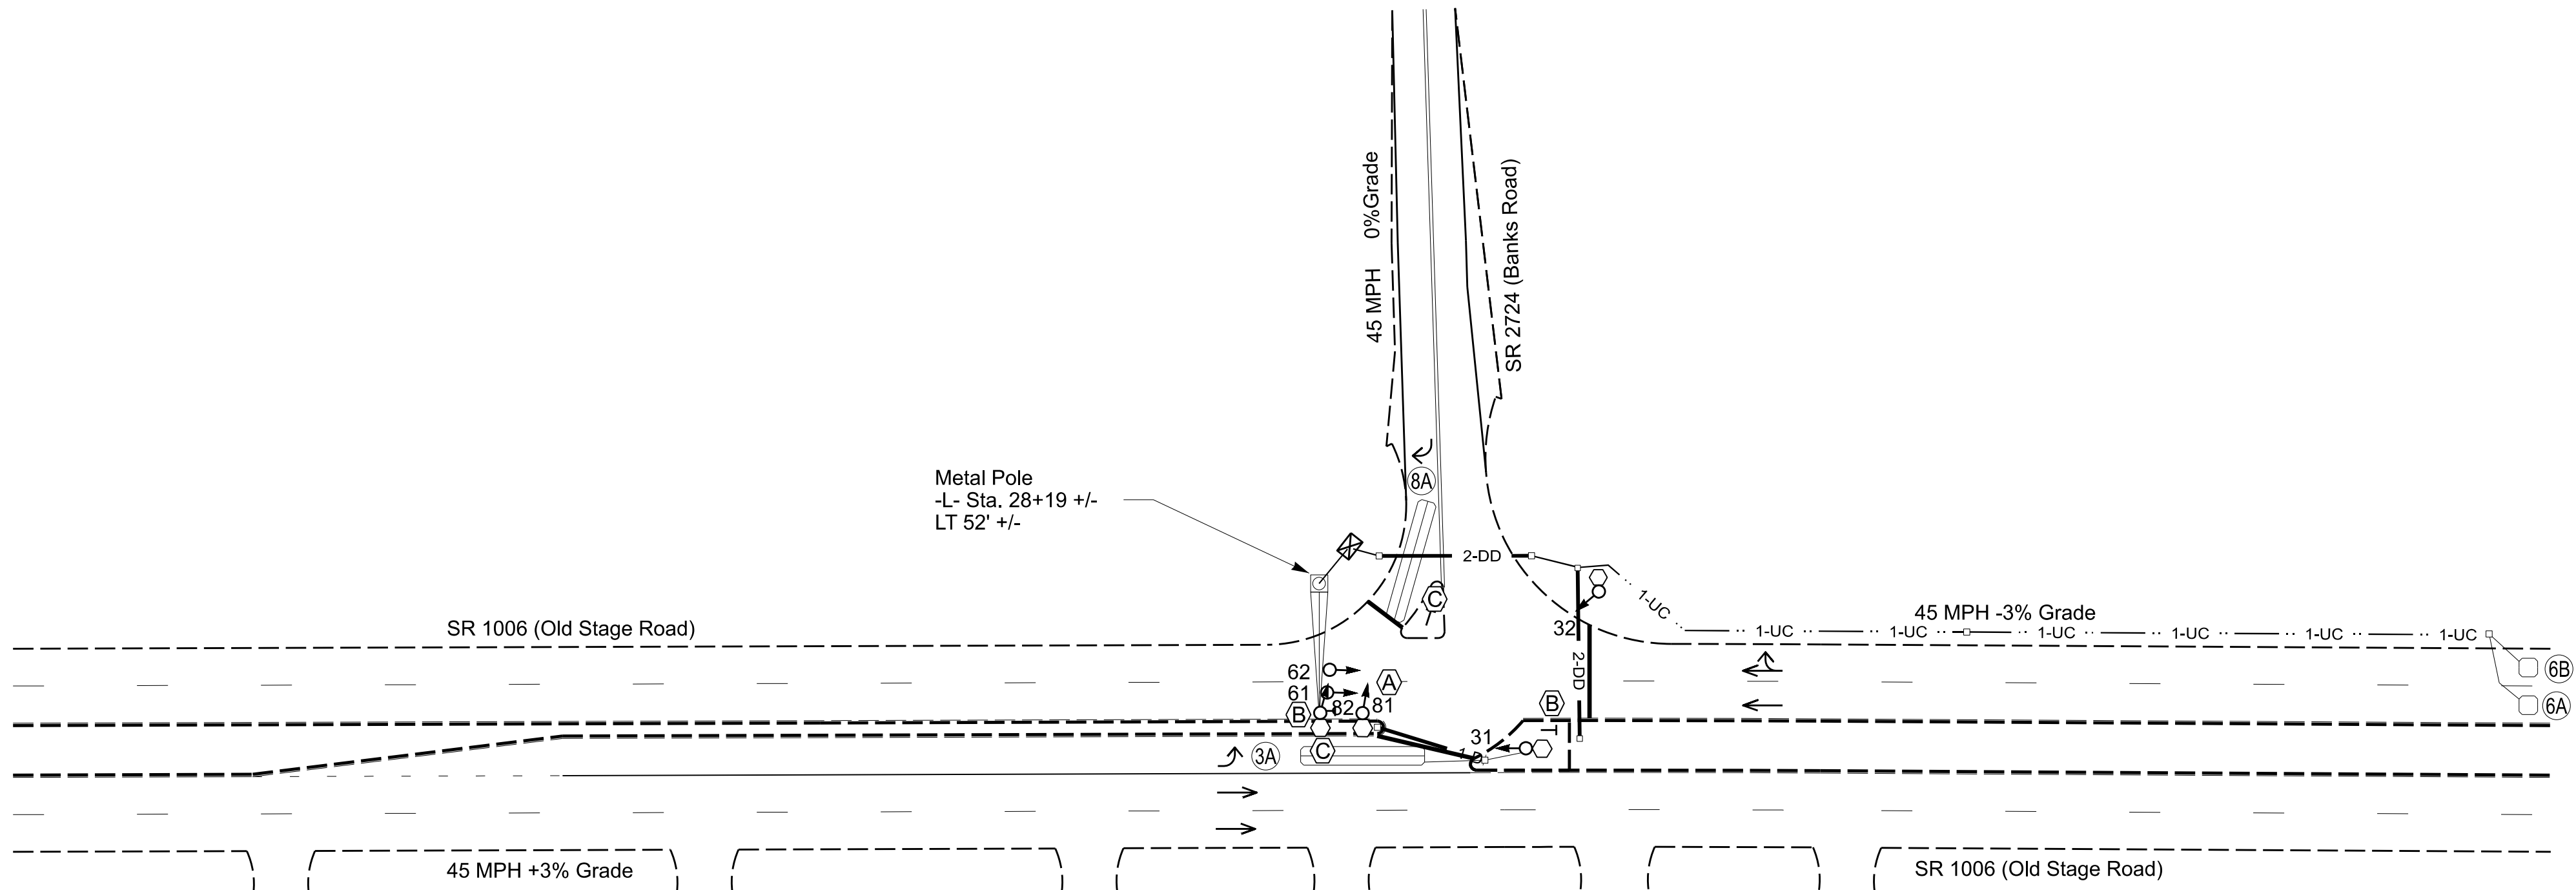 45 MPH 0%Grade
SR 2724 (Banks Road)
8A
Metal Pole
-L- Sta. 28+19 +/-
LT 52' +/-
2-DD
C
1-UC
45 MPH -3% Grade
SR 1006 (Old Stage Road)
32
1-UC
1-UC
1-UC
1-UC
1-UC
1-UC
62
A
2-DD
6B
61
B
82
81
B
6A
31
C
3A
45 MPH +3% Grade
SR 1006 (Old Stage Road)